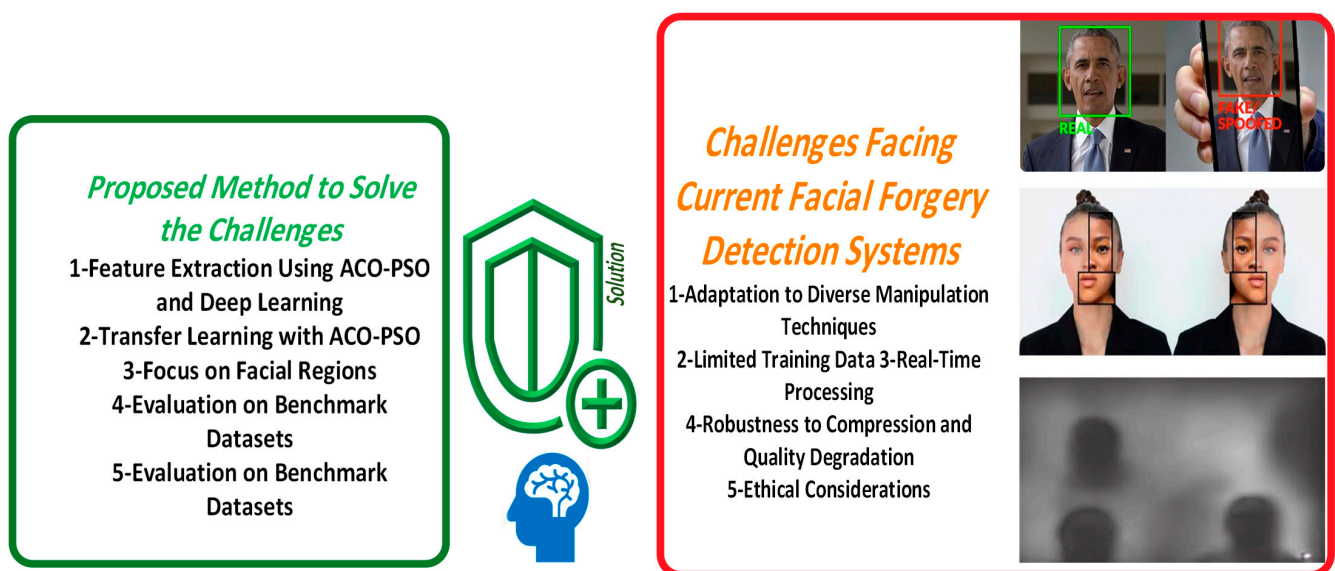 Proposed Method to Solve
the Challenges
1-Feature Extraction Using ACO-PSO
and Deep Learning
2-Transfer Learning with ACO-PSO
3-Focus on Facial Regions
4-Evaluation on Benchmark
Datasets
5-Evaluation on Benchmark
Datasets
Solution
Challenges Facing
Current Facial Forgery
Detection Systems
1-Adaptation to Diverse Manipulation
Techniques
2-Limited Training Data 3-Real-Time
Processing
4-Robustness to Compression and
Quality Degradation
5-Ethical Considerations
REAL
FAKE/
SPOOFED